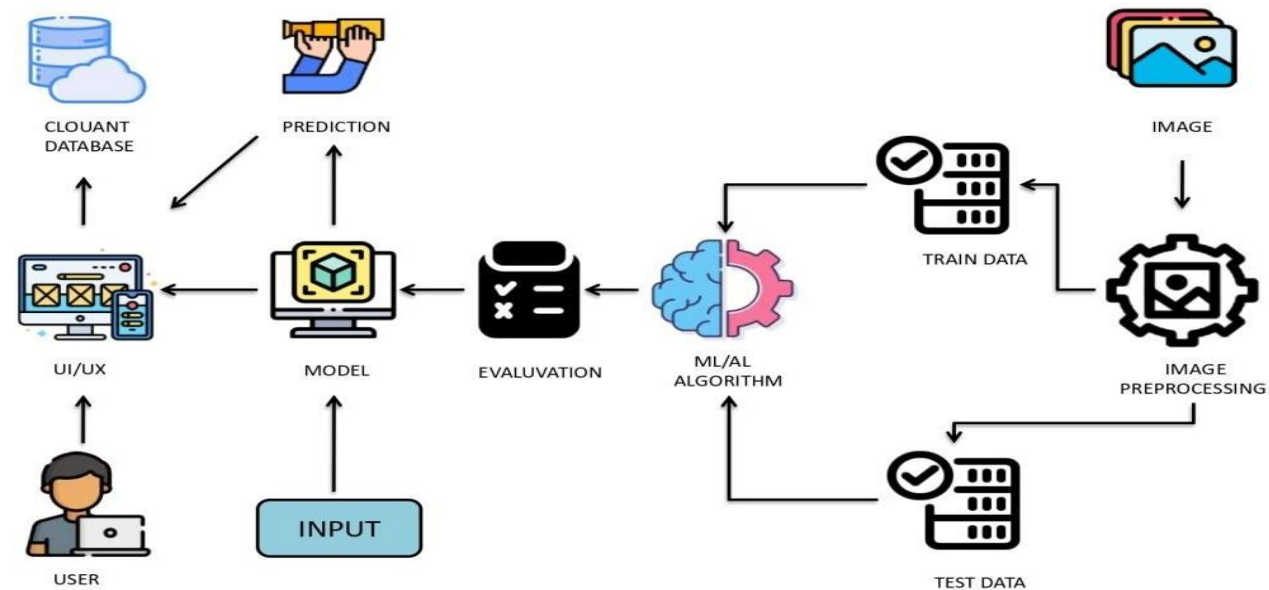 CLOUANT
DATABASE
PREDICTION
IMAGE
TRAIN DATA
UI/UX
MODEL
EVALUVATION
ML/AL
ALGORITHM
IMAGE
PREPROCESSING
INPUT
USER
TEST DATA